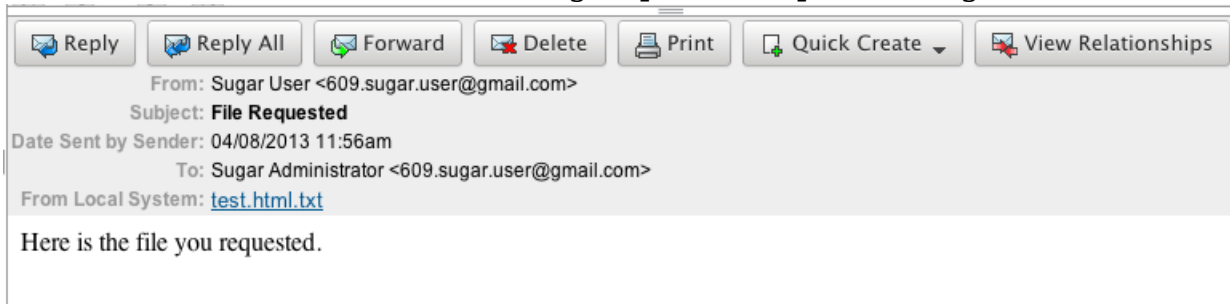 Reply Reply All Forward Delete Print Quick Create View Relationships
From: Sugar User <609.sugar.user@gmail.com>
Subject: File Requested
Date Sent by Sender: 04/08/2013 11:56am
To: Sugar Administrator <609.sugar.user@gmail.com>
From Local System: test.html.txt
Here is the file you requested.